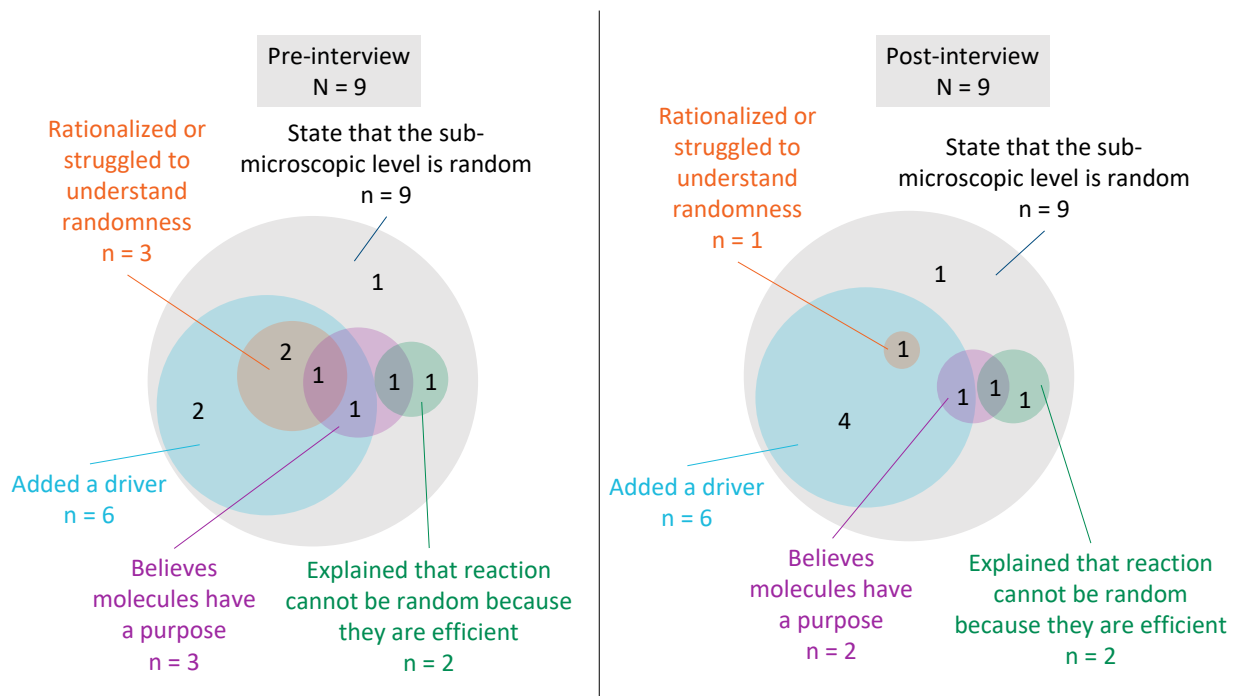 Pre-interview
N = 9
Rationalized or
struggled to
understand
randomness
n = 3
State that the sub-
microscopic level is random
n = 9
1
2
1
1
1
1
2
Added a driver
n = 6
Believes
molecules have
a purpose
n = 3
Explained that reaction
cannot be random because
they are efficient
n = 2
Post-interview
N = 9
Rationalized or
struggled to
understand
randomness
n = 1
State that the sub-
microscopic level is random
n = 9
1
1
1
1
1
4
Added a driver
n = 6
Believes
molecules have
a purpose
n = 2
Explained that reaction
cannot be random
because they are efficient
n = 2